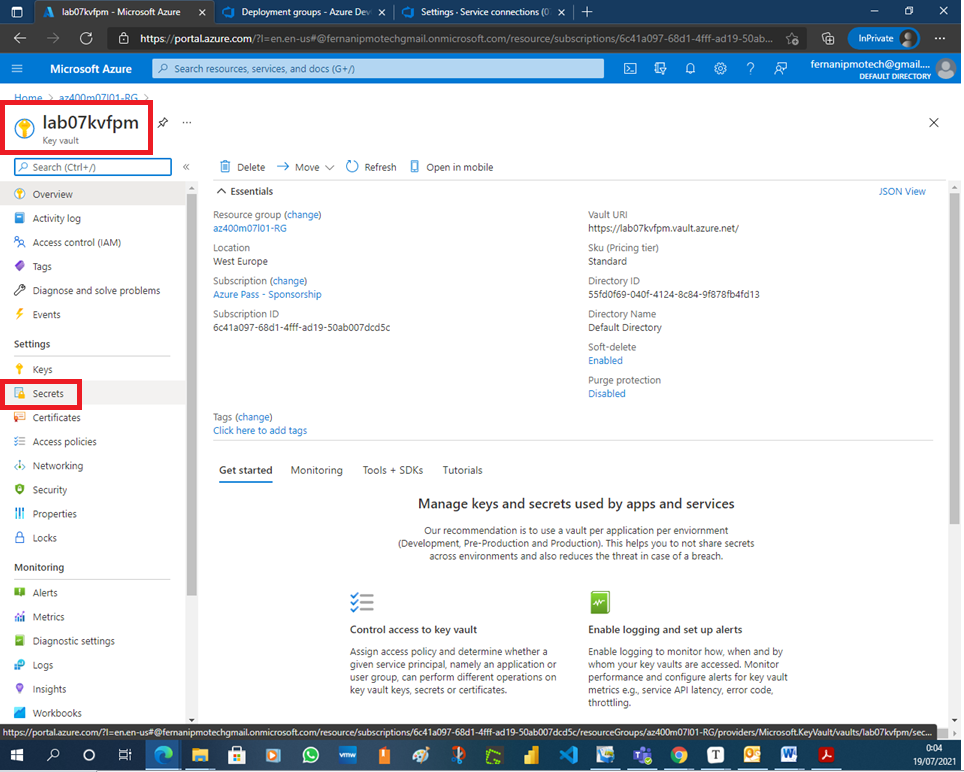 lab07kvfpm - Microsoft Azure
Deployment groups - Azure Dev
Settings · Service connections (07
https://portal.azure.com/?l=en.en-us#@fernanipmotechgmail.onmicrosoft.com/resource/subscriptions/6c41a097-68d1-4fff-ad19-50ab...
InPrivate
Microsoft Azure
Search resources, services, and docs (G+/)
fernanipmotech@gmail....
DEFAULT DIRECTORY
Home > az400m07l01-RG >
lab07kvfpm
Key vault
Search (Ctrl+/)
Delete
Move
Refresh
Open in mobile
Overview
Activity log
Access control (IAM)
Tags
Diagnose and solve problems
Events
Settings
Keys
Secrets
Certificates
Access policies
Networking
Security
Properties
Locks
Monitoring
Alerts
Metrics
Diagnostic settings
Logs
Insights
Workbooks
Essentials
JSON View
Resource group (change)
az400m07l01-RG
Location
West Europe
Subscription (change)
Azure Pass - Sponsorship
Subscription ID
6c41a097-68d1-4fff-ad19-50ab007dcd5c
Vault URI
https://lab07kvfpm.vault.azure.net/
Sku (Pricing tier)
Standard
Directory ID
55fd0f69-040f-4124-8c84-9f878fb4fd13
Directory Name
Default Directory
Soft-delete
Enabled
Purge protection
Disabled
Tags (change)
Click here to add tags
Get started
Monitoring
Tools + SDKs
Tutorials
Manage keys and secrets used by apps and services
Our recommendation is to use a vault per application per enviornment
(Development, Pre-Production and Production). This helps you to not share secrets
across environments and also reduces the threat in case of a breach.
Control access to key vault
Assign access policy and determine whether a
given service principal, namely an application or
user group, can perform different operations on
key vault keys, secrets or certificates.
Enable logging and set up alerts
Enable logging to monitor how, when and by
whom your key vaults are accessed. Monitor
performance and configure alerts for key vault
metrics e.g., service API latency, error code,
throttling.
https://portal.azure.com/?l=en.en-us#@fernanipmotechgmail.onmicrosoft.com/resource/subscriptions/6c41a097-68d1-4fff-ad19-50ab007dcd5c/resourceGroups/az400m07l01-RG/providers/Microsoft.KeyVault/vaults/lab07kvfpm/sec...
vmw
0:04
19/07/2021